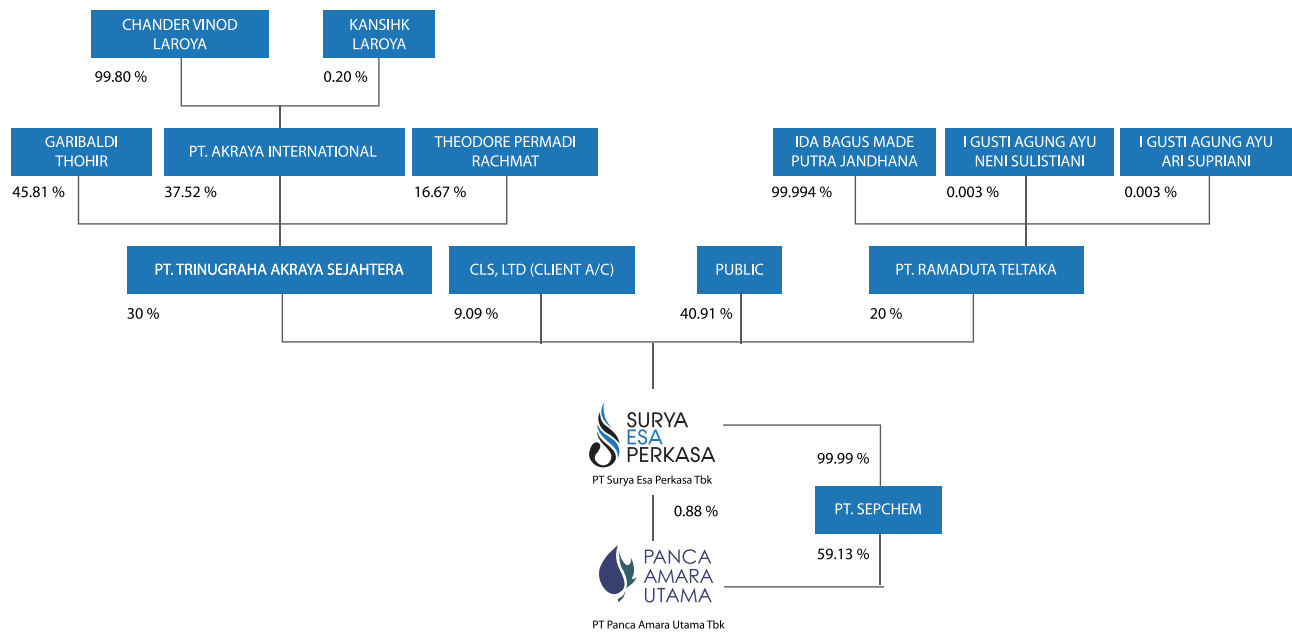 CHANDER VINOD
LAROYA
KANSIHK
LAROYA
99.80 %
0.20 %
GARIBALDI
THOHIR
PT. AKRAYA INTERNATIONAL
THEODORE PERMADI
RACHMAT
IDA BAGUS MADE
PUTRA JANDHANA
I GUSTI AGUNG AYU
NENI SULISTIANI
I GUSTI AGUNG AYU
ARI SUPRIANI
45.81 %
37.52 %
16.67 %
99.994 %
0.003 %
0.003 %
PT. TRINUGRAHA AKRAYA SEJAHTERA
CLS, LTD (CLIENT A/C)
PUBLIC
PT. RAMADUTA TELTAKA
30 %
9.09 %
40.91 %
20 %
SURYA
ESA
PERKASA
PT Surya Esa Perkasa Tbk
99.99 %
0.88 %
PT. SEPCHEM
59.13 %
PANCA
AMARA
UTAMA
PT Panca Amara Utama Tbk